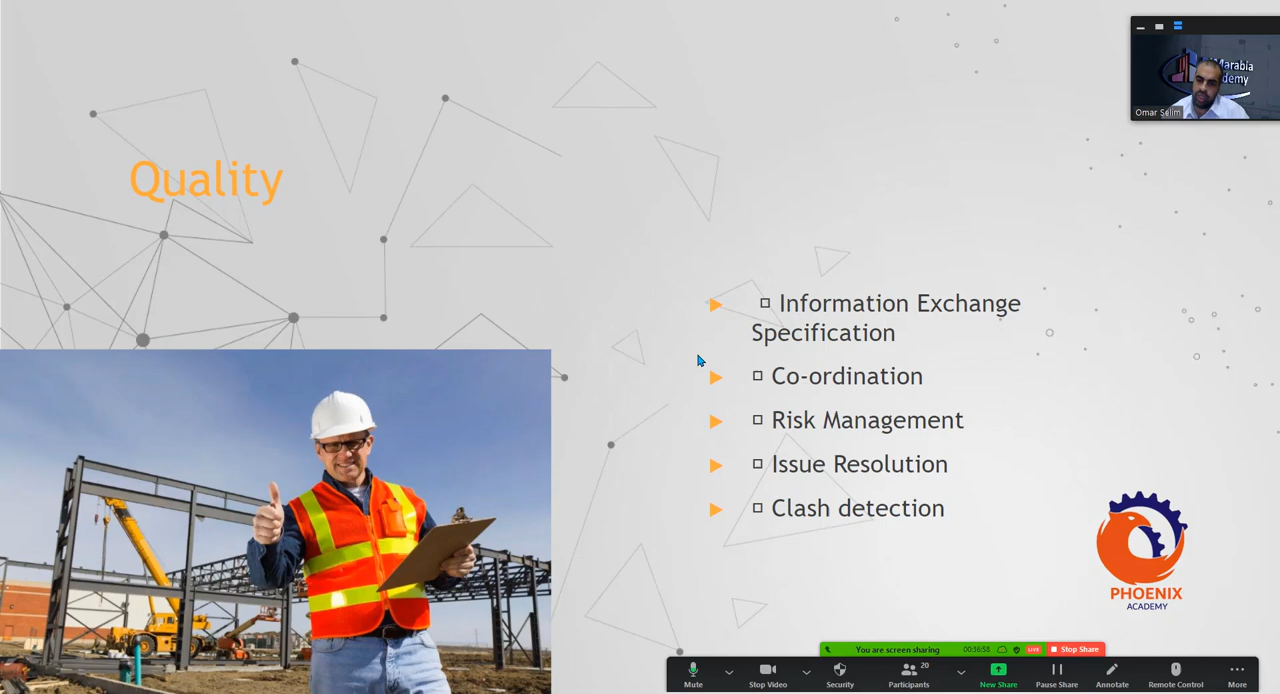 Quality
▶ □ Information Exchange
Specification
▶ □ Co-ordination
▶ □ Risk Management
▶ □ Issue Resolution
▶ □ Clash detection
Marabia
demy
Omar Selim
PHOENIX
ACADEMY
You are screen sharing
00:16:58
LIVE
Stop Share
Mute
Stop Video
Security
Participants
20
New Share
Pause Share
Annotate
Remote Control
More